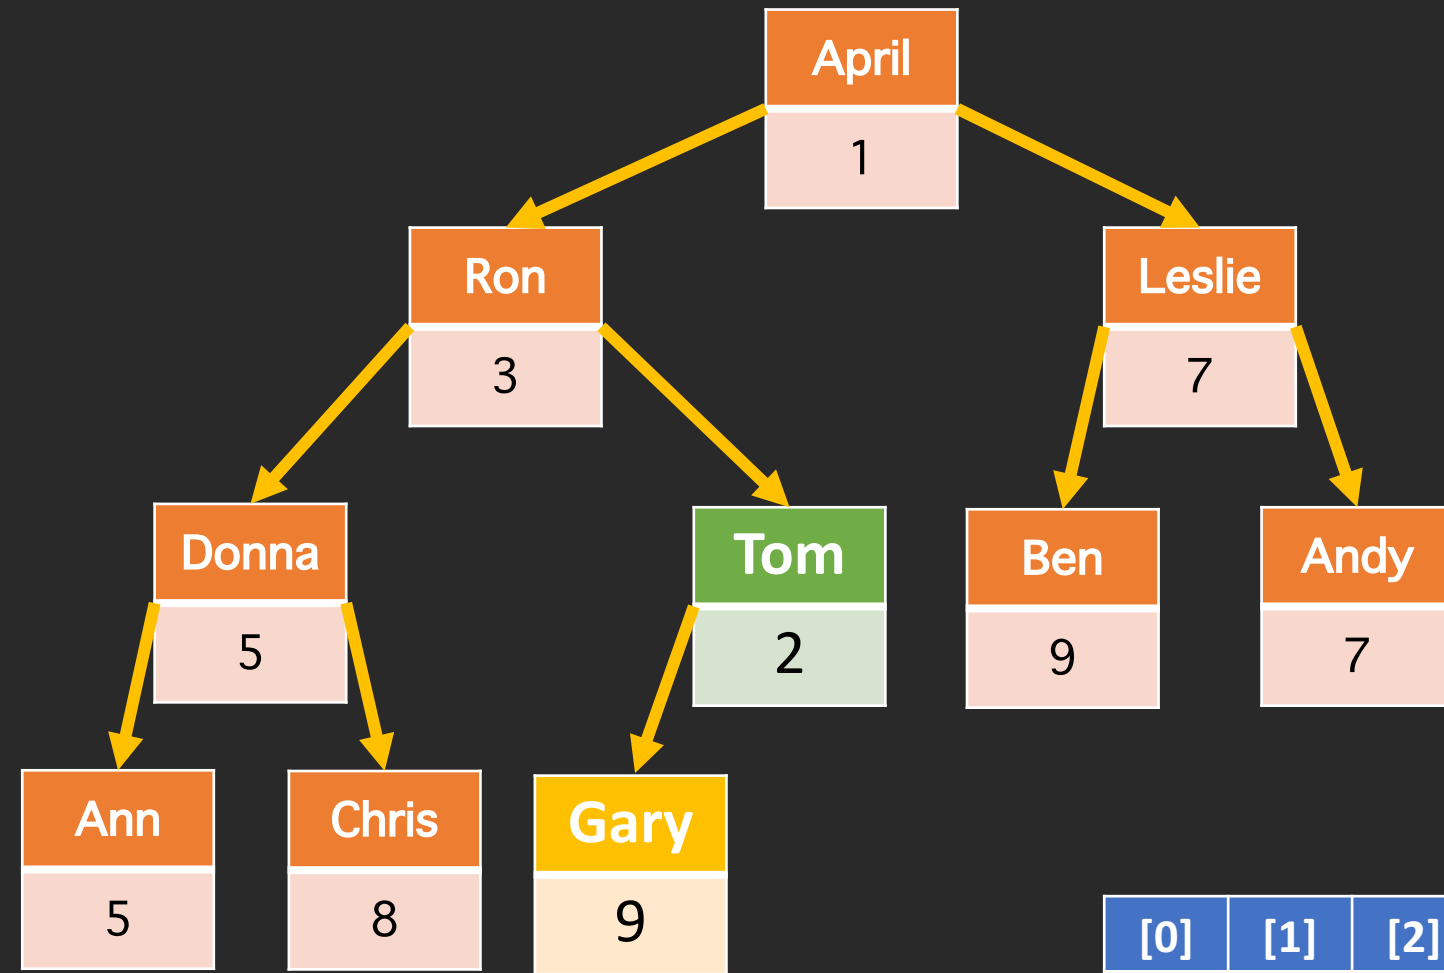 April
1
Ron
Leslie
3
7
Donna
Tom
Ben
Andy
5
2
9
7
Ann
Chris
Gary
5
8
9
[0] [1] [2]